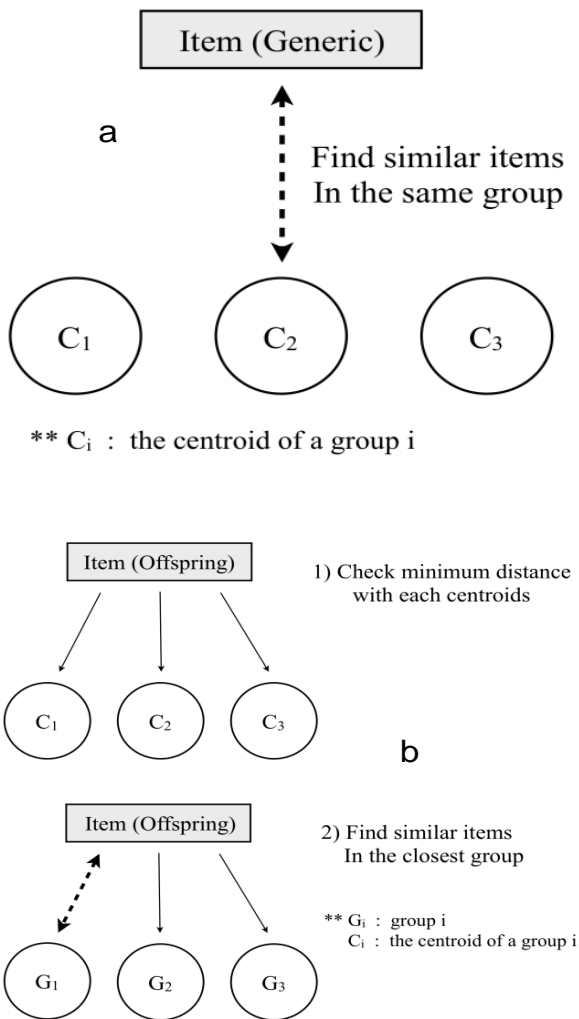 Item (Generic)
a
Find similar items
In the same group
C₁ C₂ C₃
** Cᵢ : the centroid of a group i
Item (Offspring)
1) Check minimum distance
with each centroids
C₁ C₂ C₃
b
Item (Offspring)
2) Find similar items
In the closest group
** Gᵢ : group i
Cᵢ : the centroid of a group i
G₁ G₂ G₃